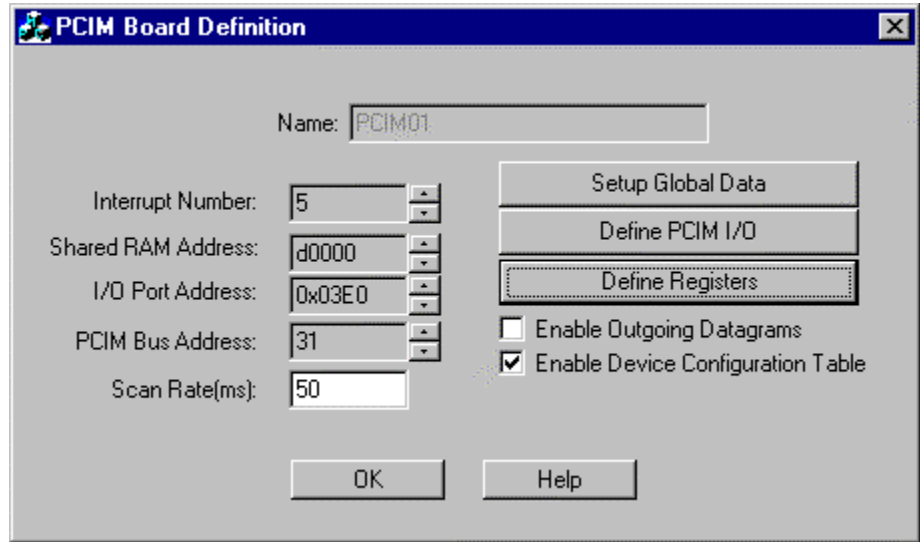 PCIM Board Definition
Name: PCIM01
Interrupt Number: 5
Shared RAM Address: d0000
I/O Port Address: 0x03E0
PCIM Bus Address: 31
Scan Rate(ms): 50
Setup Global Data
Define PCIM I/O
Define Registers
Enable Outgoing Datagrams
Enable Device Configuration Table
OK
Help